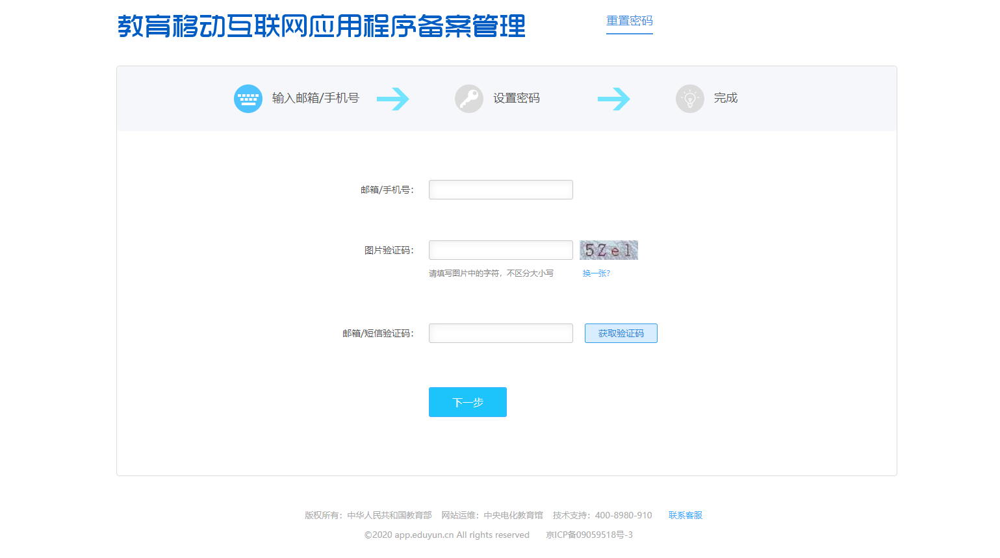 教育移动互联网应用程序备案管理 重置密码
输入邮箱/手机号 设置密码 完成
邮箱/手机号：
图片验证码： 5Zel
请填写图片中的字符，不区分大小写 换一张?
邮箱/短信验证码： 获取验证码
下一步
版权所有：中华人民共和国教育部 网站运维：中央电化教育馆 技术支持：400-8980-910 联系客服
©2020 app.eduyun.cn All rights reserved 京ICP备09059518号-3